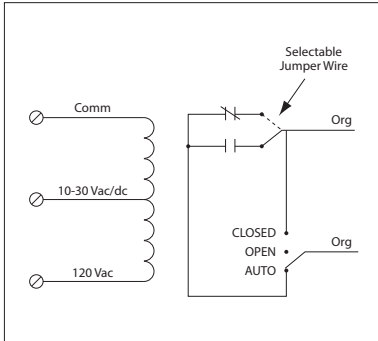 Selectable
Jumper Wire
Comm
Org
10-30 Vac/dc
CLOSED
OPEN
Org
AUTO
120 Vac